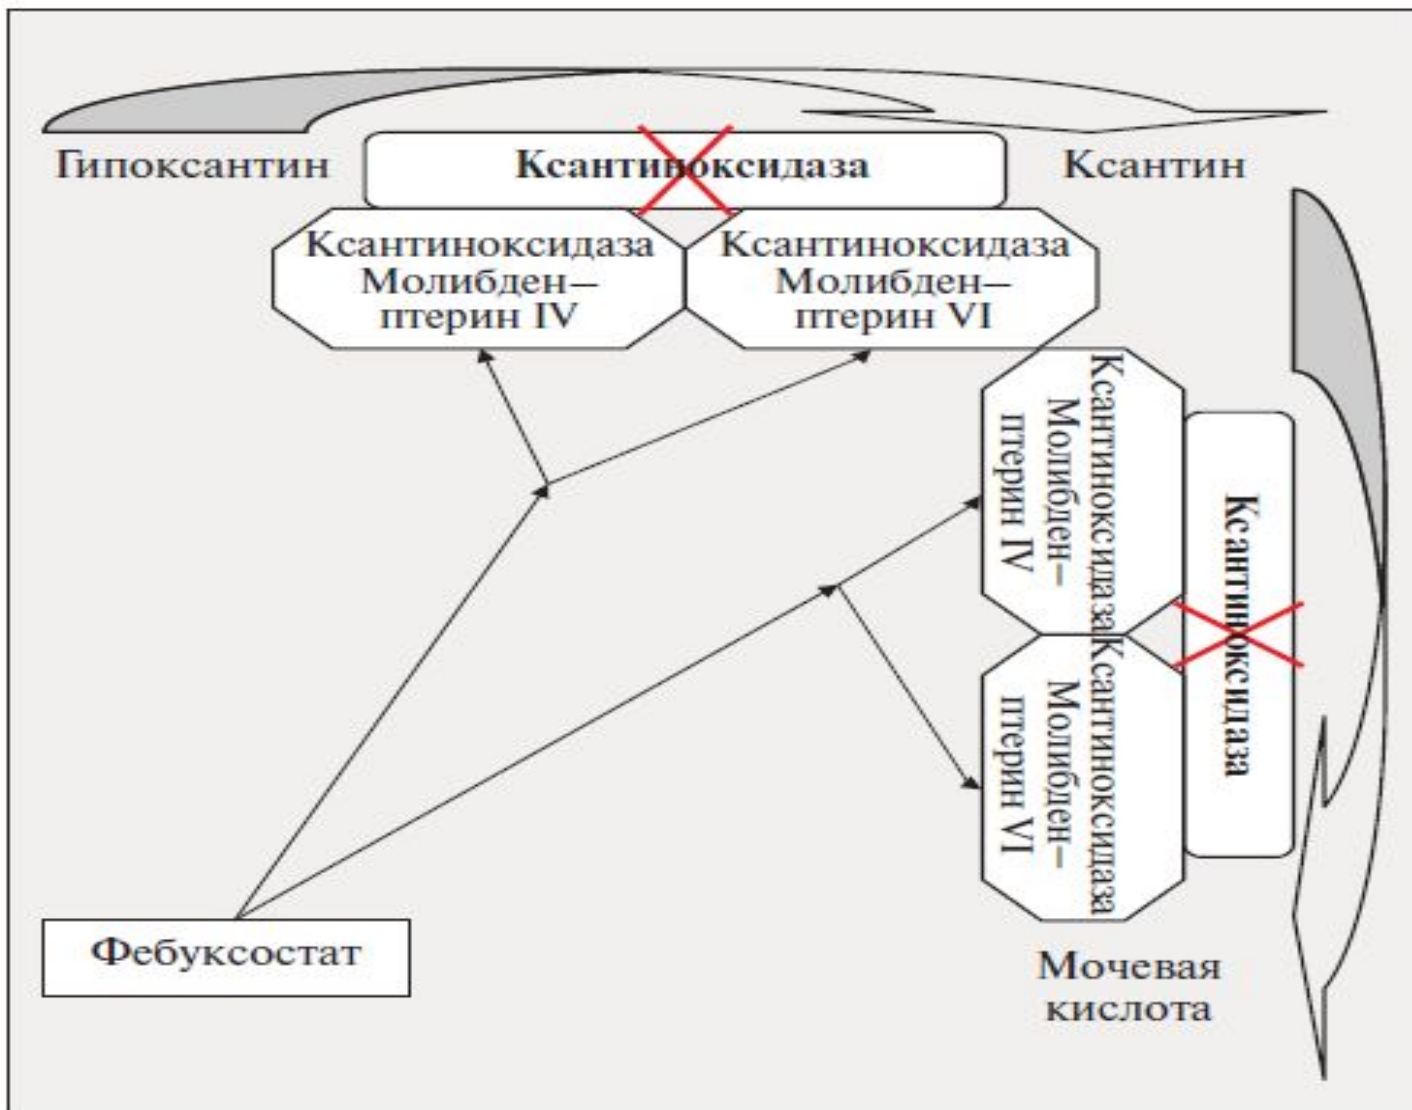 Гипоксантин
Ксантиноксидаза
Ксантин
Ксантиноксидаза
Молибден—
птерин IV
Ксантиноксидаза
Молибден—
птерин VI
Ксантиноксидаза
Молибден—
птерин IV
Ксантиноксидаза
Ксантиноксидаза
Молибден—
птерин VI
Фебуксостат
Мочевая
кислота